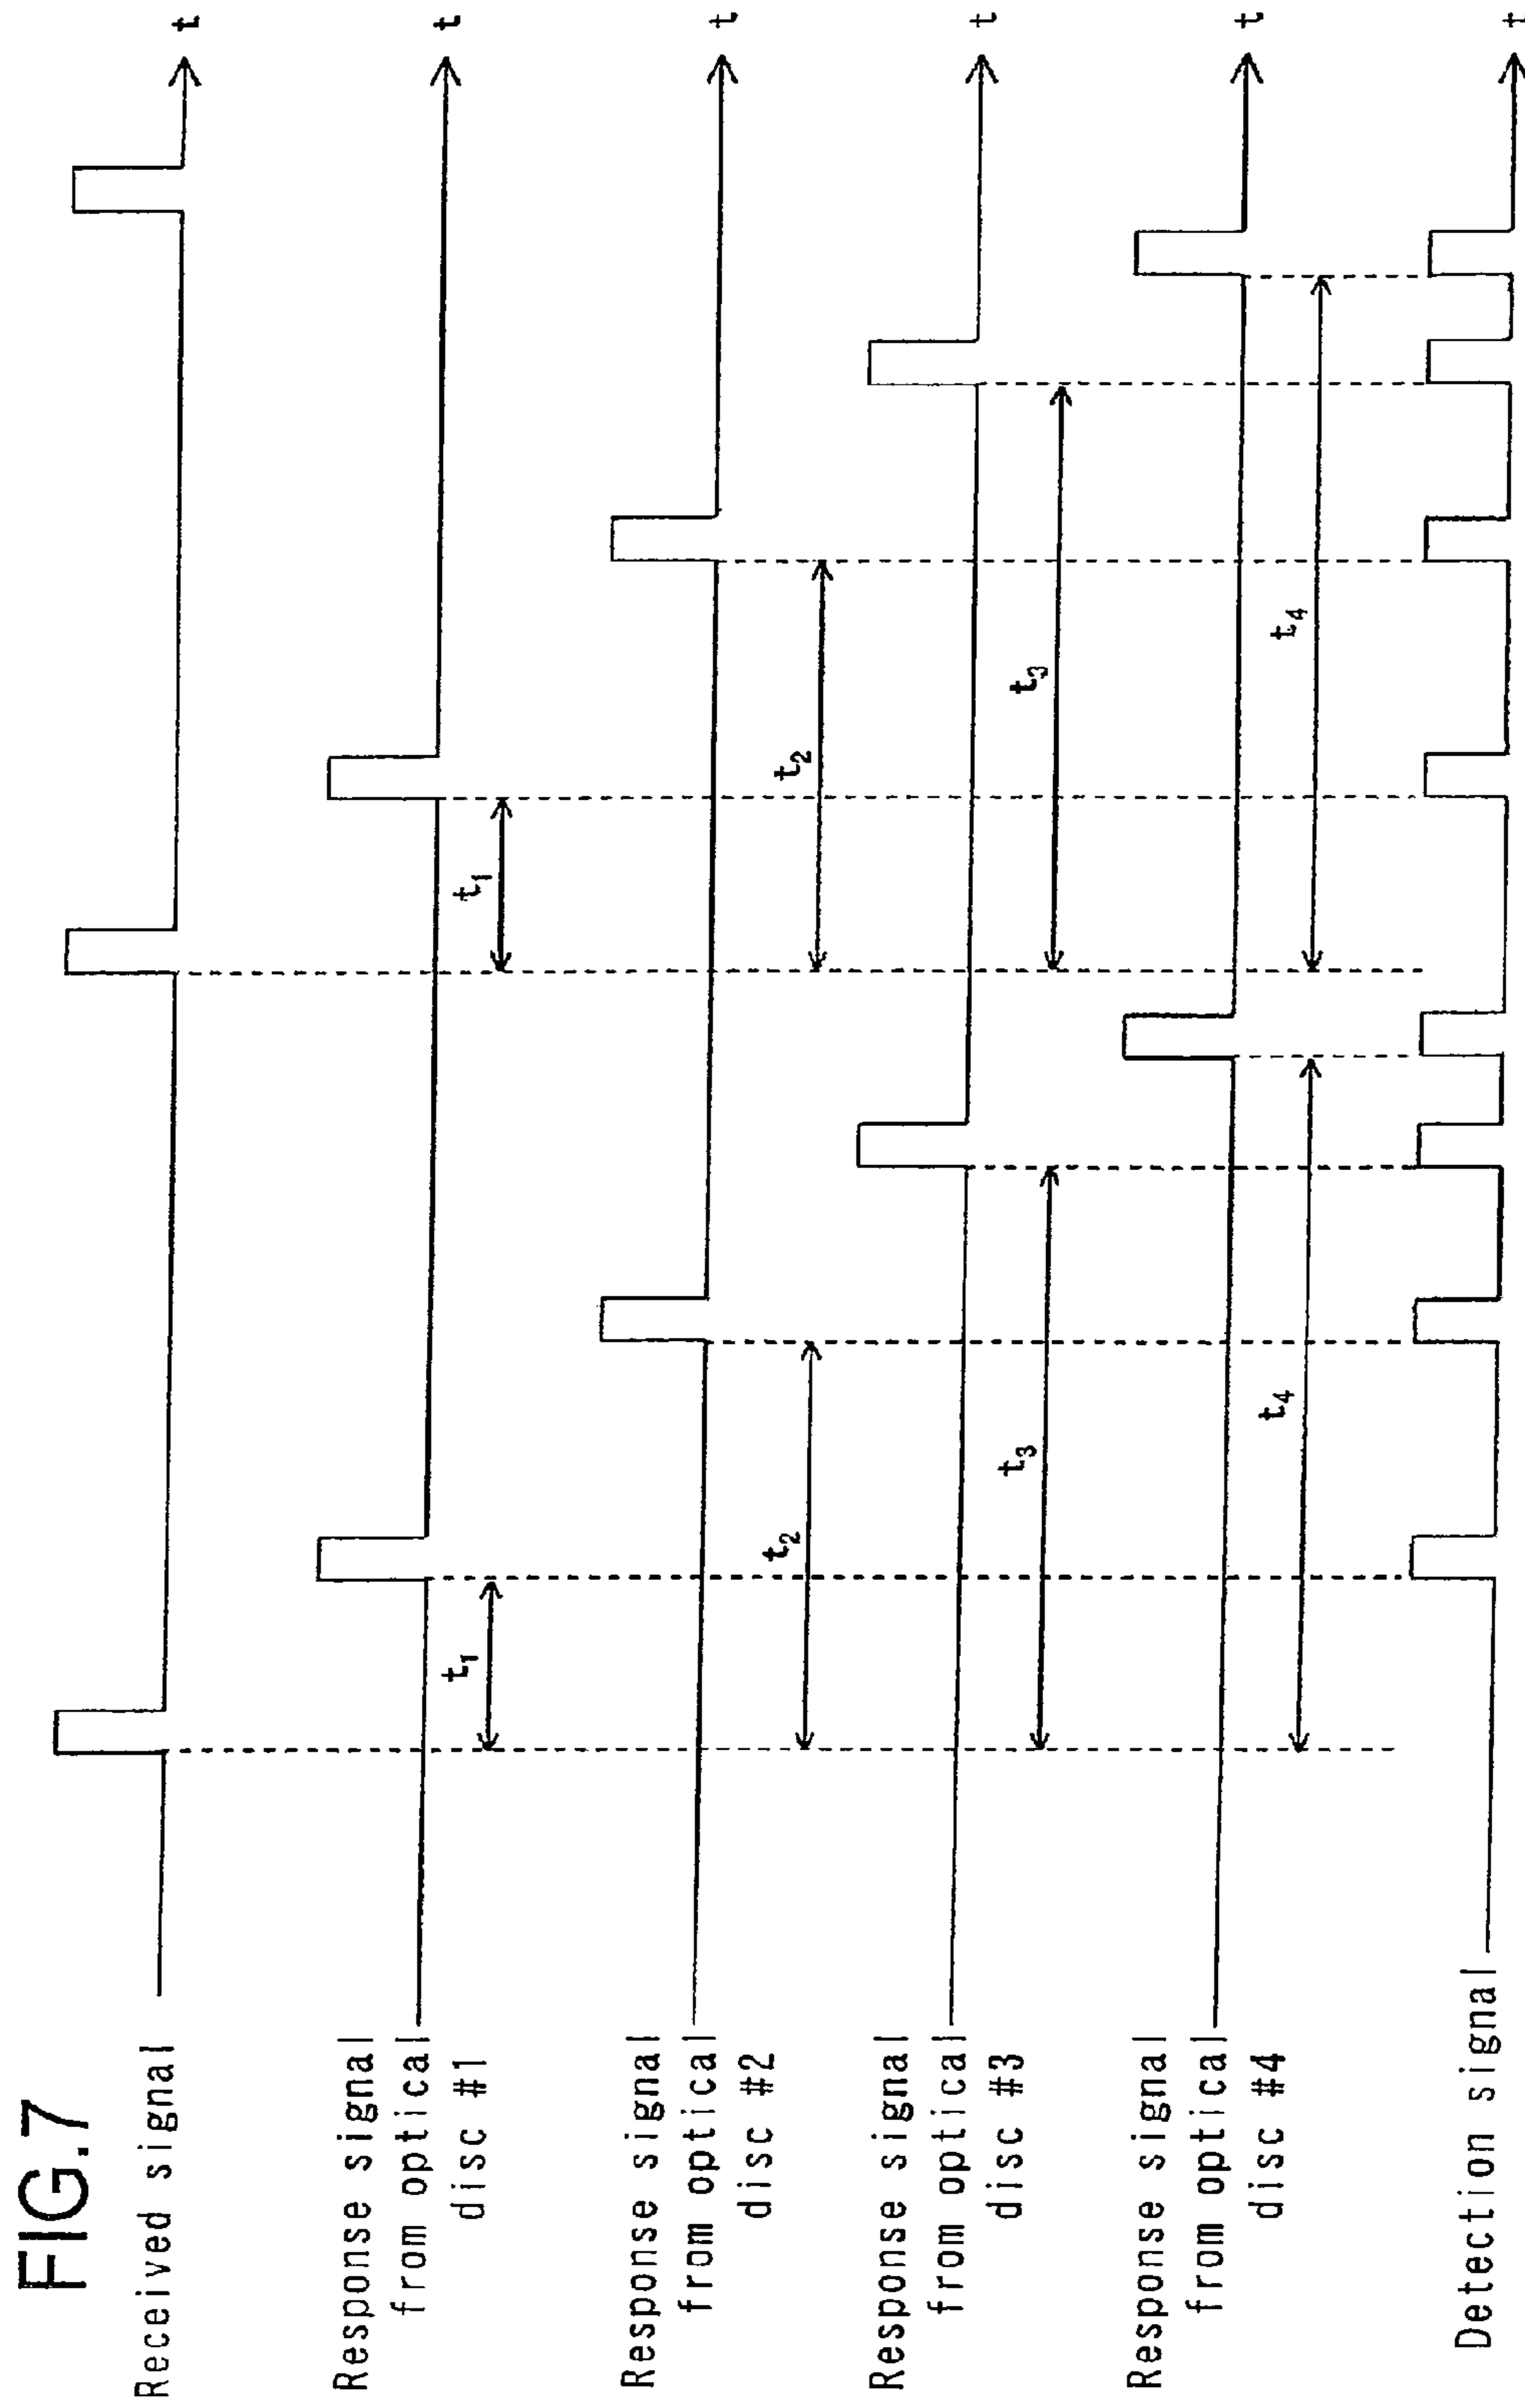 FIG.7
Received signal
t
Response signal
from optical
disc #1
t
t1
t1
Response signal
from optical
disc #2
t
t2
t2
Response signal
from optical
disc #3
t
t3
t3
Response signal
from optical
disc #4
t
t4
t4
Detection signal
t